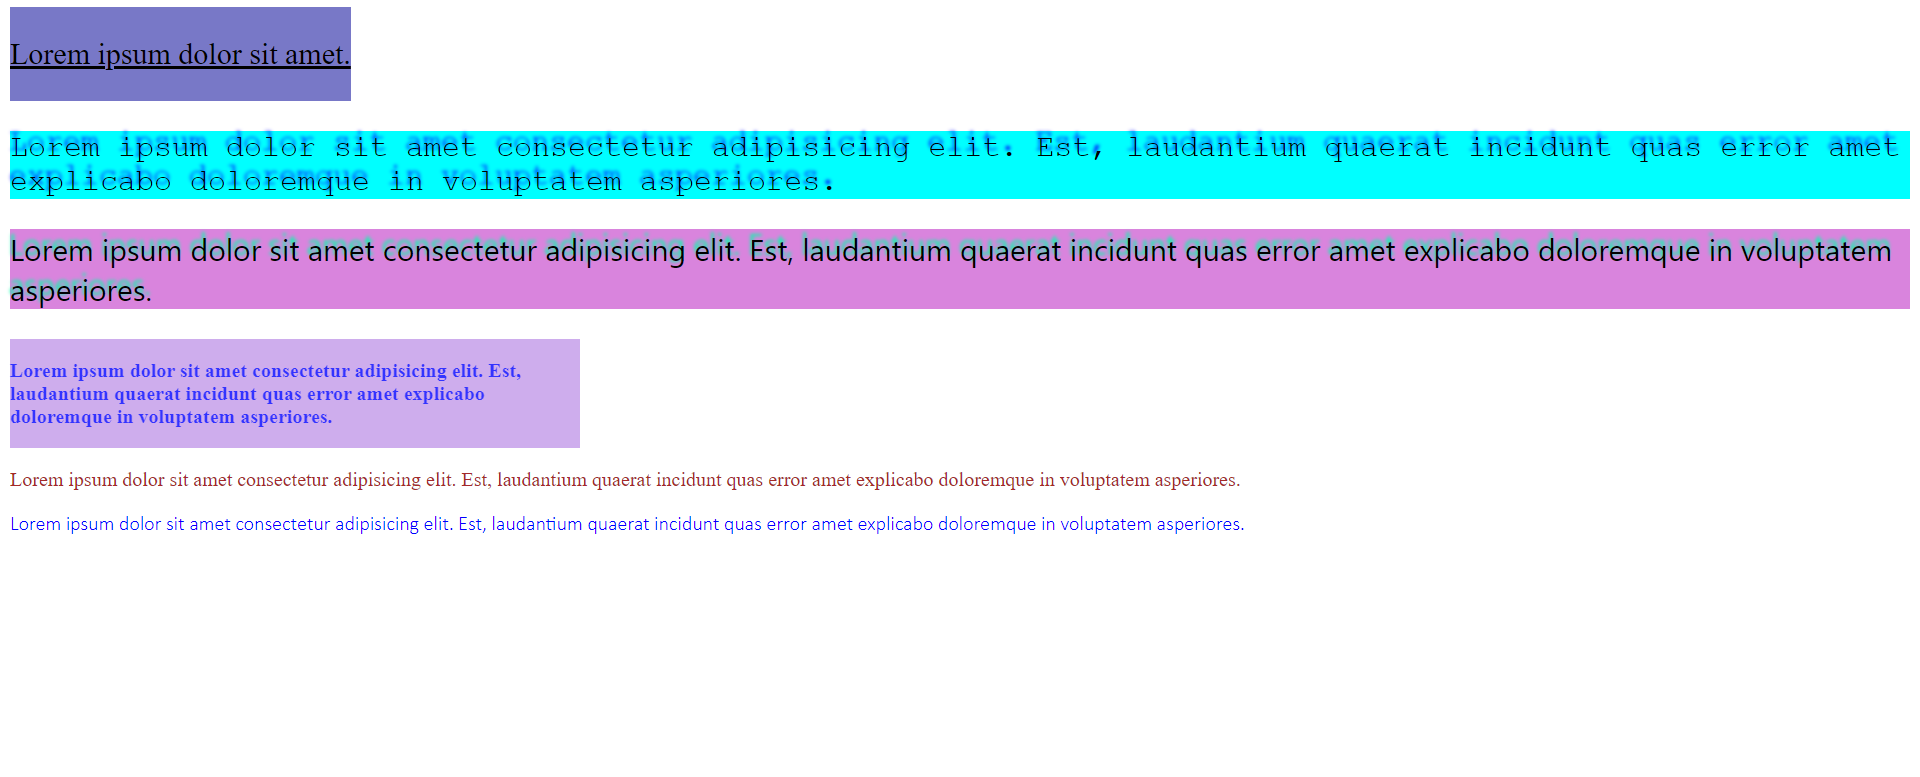 Lorem ipsum dolor sit amet.
Lorem ipsum dolor sit amet consectetur adipisicing elit. Est, laudantium quaerat incidunt quas error amet
explicabo doloremque in voluptatem asperiores.
Lorem ipsum dolor sit amet consectetur adipisicing elit. Est, laudantium quaerat incidunt quas error amet explicabo doloremque in voluptatem
asperiores.
Lorem ipsum dolor sit amet consectetur adipisicing elit. Est,
laudantium quaerat incidunt quas error amet explicabo
doloremque in voluptatem asperiores.
Lorem ipsum dolor sit amet consectetur adipisicing elit. Est, laudantium quaerat incidunt quas error amet explicabo doloremque in voluptatem asperiores.
Lorem ipsum dolor sit amet consectetur adipisicing elit. Est, laudantium quaerat incidunt quas error amet explicabo doloremque in voluptatem asperiores.